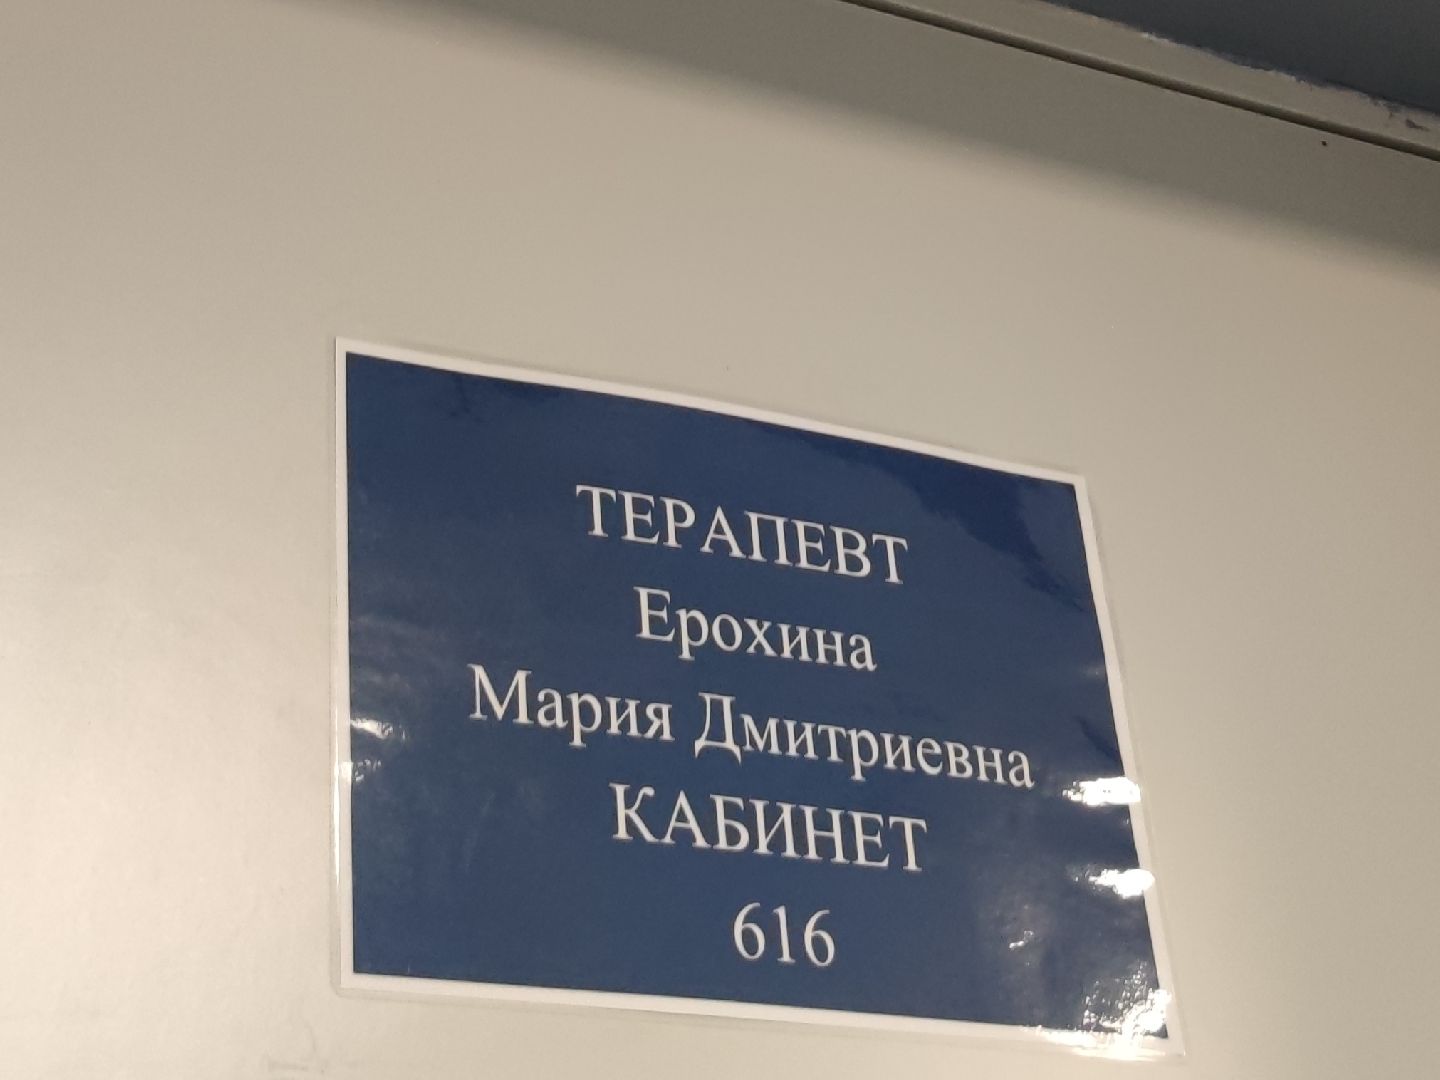 ТЕРАПЕВТ
Ерохина
Мария Дмитриевна
КАБИНЕТ
616